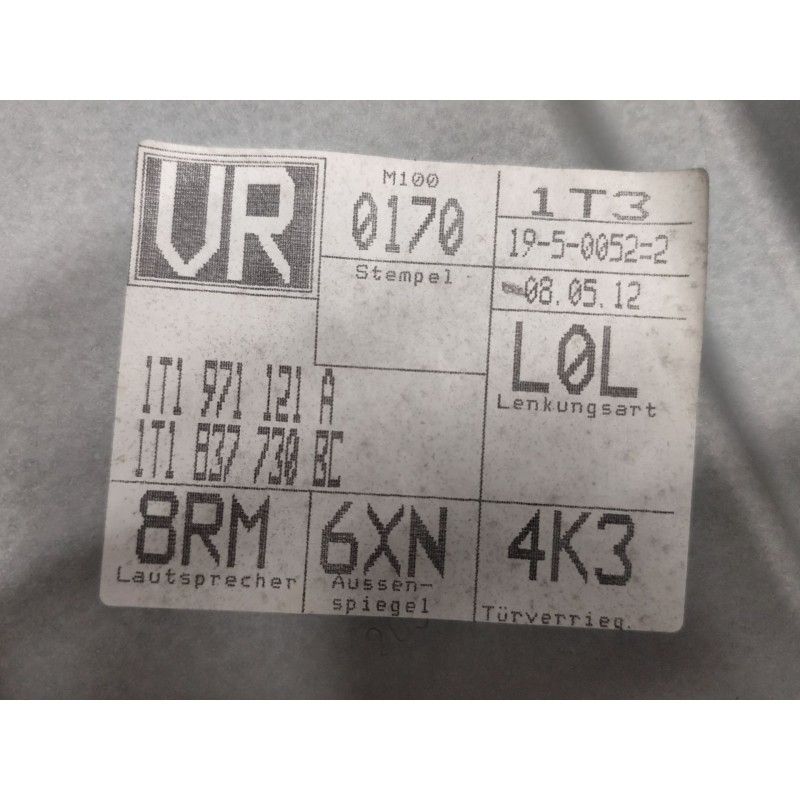 VR
M100
0170
Stempel
1T3
19-5-0052-2
08.05.12
L0L
Lenkungsart
1T1 971 121 A
1T1 837 730 BC
8RM
Lautsprecher
6XN
Aussen-
spiegel
4K3
Türverrieg.